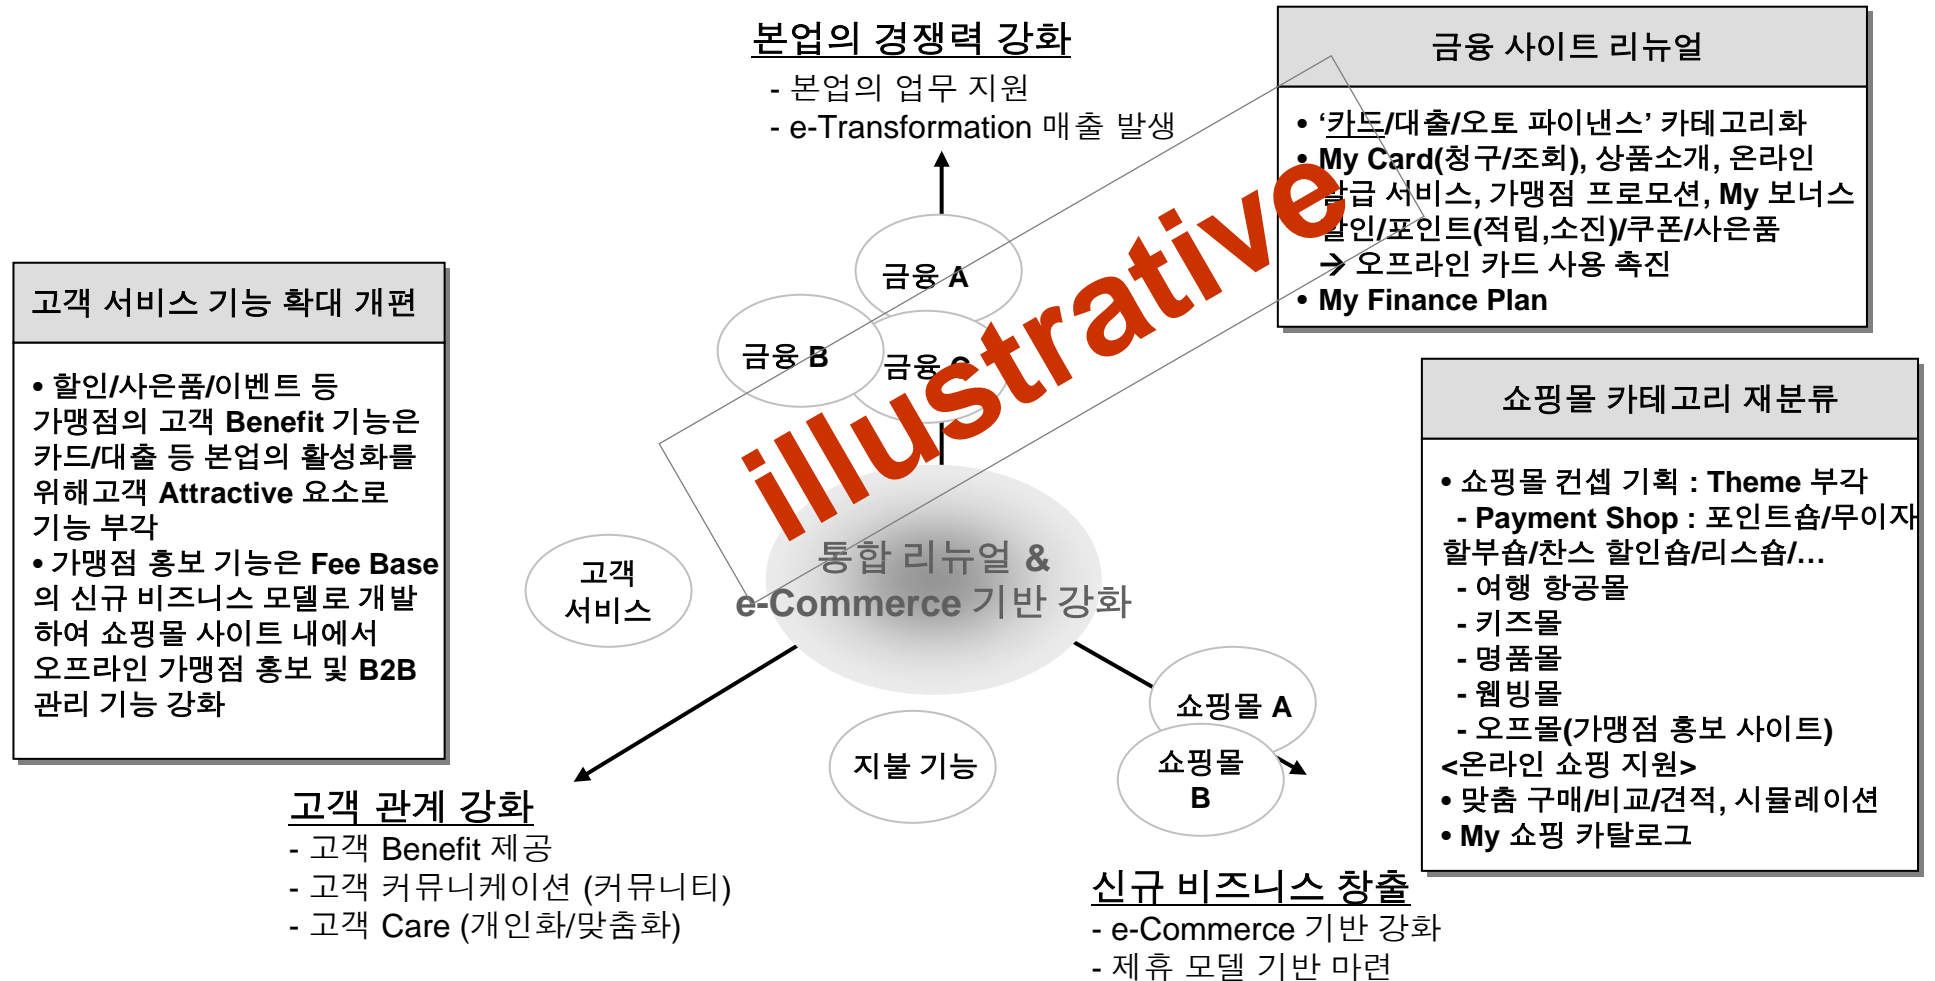 본업의 경쟁력 강화
- 본업의 업무 지원
- e-Transformation 매출 발생
금융 사이트 리뉴얼
• ‘카드/대출/오토 파이낸스’ 카테고리화
• My Card(청구/조회), 상품소개, 온라인
발급 서비스, 가맹점 프로모션, My 보너스
할인/포인트(적립,소진)/쿠폰/사은품
→ 오프라인 카드 사용 촉진
• My Finance Plan
고객 서비스 기능 확대 개편
• 할인/사은품/이벤트 등
가맹점의 고객 Benefit 기능은
카드/대출 등 본업의 활성화를
위해고객 Attractive 요소로
기능 부각
• 가맹점 홍보 기능은 Fee Base
의 신규 비즈니스 모델로 개발
하여 쇼핑몰 사이트 내에서
오프라인 가맹점 홍보 및 B2B
관리 기능 강화
금융 A
금융 B
금융 C
illustrative
통합 리뉴얼 &
e-Commerce 기반 강화
고객
서비스
지불 기능
쇼핑몰 A
쇼핑몰
B
쇼핑몰 카테고리 재분류
• 쇼핑몰 컨셉 기획 : Theme 부각
- Payment Shop : 포인트숍/무이자
할부숍/찬스 할인숍/리스숍/…
- 여행 항공몰
- 키즈몰
- 명품몰
- 웹빙몰
- 오프몰(가맹점 홍보 사이트)
<온라인 쇼핑 지원>
• 맞춤 구매/비교/견적, 시뮬레이션
• My 쇼핑 카탈로그
고객 관계 강화
- 고객 Benefit 제공
- 고객 커뮤니케이션 (커뮤니티)
- 고객 Care (개인화/맞춤화)
신규 비즈니스 창출
- e-Commerce 기반 강화
- 제휴 모델 기반 마련